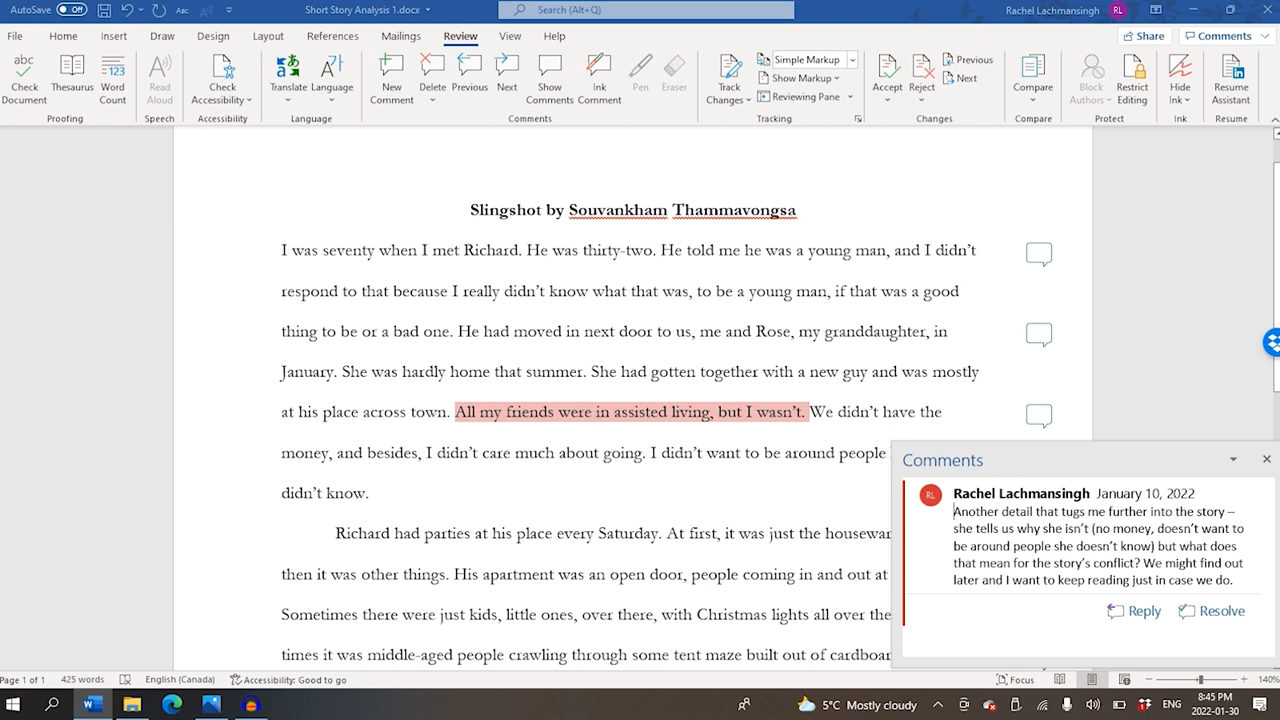 AutoSave Off Short Story Analysis 1.docx Search (Alt+Q) Rachel Lachmansingh RL
File Home Insert Draw Design Layout References Mailings Review View Help Share Comments
abc Check Document Thesaurus 123 Word Count Read Aloud Check Accessibility Translate Language New Comment Delete Previous Next Show Comments Ink Comment Pen Eraser Track Changes Simple Markup Show Markup Reviewing Pane Accept Reject Previous Next Compare Block Authors Restrict Editing Hide Ink Resume Assistant
Proofing Speech Accessibility Language Comments Tracking Changes Compare Protect Ink Resume
Slingshot by Souvankham Thammavongsa
I was seventy when I met Richard. He was thirty-two. He told me he was a young man, and I didn't
respond to that because I really didn't know what that was, to be a young man, if that was a good
thing to be or a bad one. He had moved in next door to us, me and Rose, my granddaughter, in
January. She was hardly home that summer. She had gotten together with a new guy and was mostly
at his place across town. All my friends were in assisted living, but I wasn't. We didn't have the
money, and besides, I didn't care much about going. I didn't want to be around people
didn't know.
Richard had parties at his place every Saturday. At first, it was just the housewar
then it was other things. His apartment was an open door, people coming in and out at
Sometimes there were just kids, little ones, over there, with Christmas lights all over the
times it was middle-aged people crawling through some tent maze built out of cardboar
Comments
RL Rachel Lachmansingh January 10, 2022
Another detail that tugs me further into the story –
she tells us why she isn't (no money, doesn't want to
be around people she doesn't know) but what does
that mean for the story's conflict? We might find out
later and I want to keep reading just in case we do.
Reply Resolve
Page 1 of 1 425 words English (Canada) Accessibility: Good to go Focus 140%
5°C Mostly cloudy ENG 8:45 PM
2022-01-30